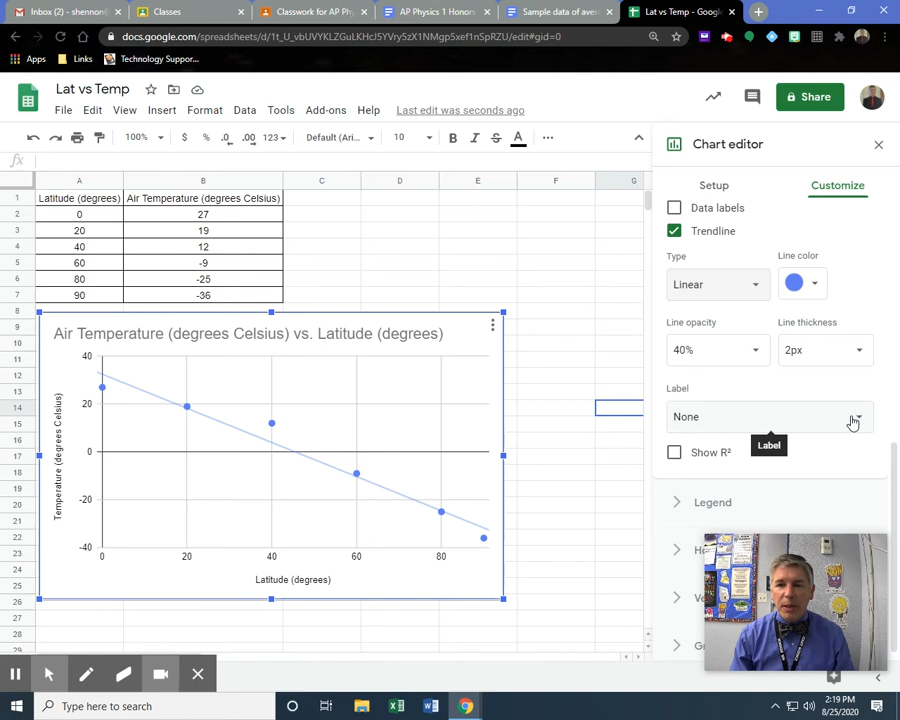 Inbox (2) - shennon
Classes
Classwork for AP Ph
AP Physics 1 Honors
Sample data of aver
Lat vs Temp - Goog
docs.google.com/spreadsheets/d/1t_U_vbUVYKLZGuLKHcJ5YVry5zX1NMgp5xef1nSpRZU/edit#gid=0
Apps
Links
Technology Suppor...
Lat vs Temp
File Edit View Insert Format Data Tools Add-ons Help
Last edit was seconds ago
Share
100%
$ % .0 .00 123
Default (Ari...
10
B I S A
fx
A B C D E F G
1 Latitude (degrees) Air Temperature (degrees Celsius)
2 0 27
3 20 19
4 40 12
5 60 -9
6 80 -25
7 90 -36
8
9
10
11
12
13
14
15
16
17
18
19
20
21
22
23
24
25
26
27
28
29
Air Temperature (degrees Celsius) vs. Latitude (degrees)
Temperature (degrees Celsius)
40
20
0
-20
-40
0 20 40 60 80
Latitude (degrees)
Chart editor
Setup
Customize
Data labels
Trendline
Type
Line color
Linear
Line opacity
Line thickness
40%
2px
Label
None
Label
Show R²
Legend
Type here to search
2:19 PM
8/25/2020